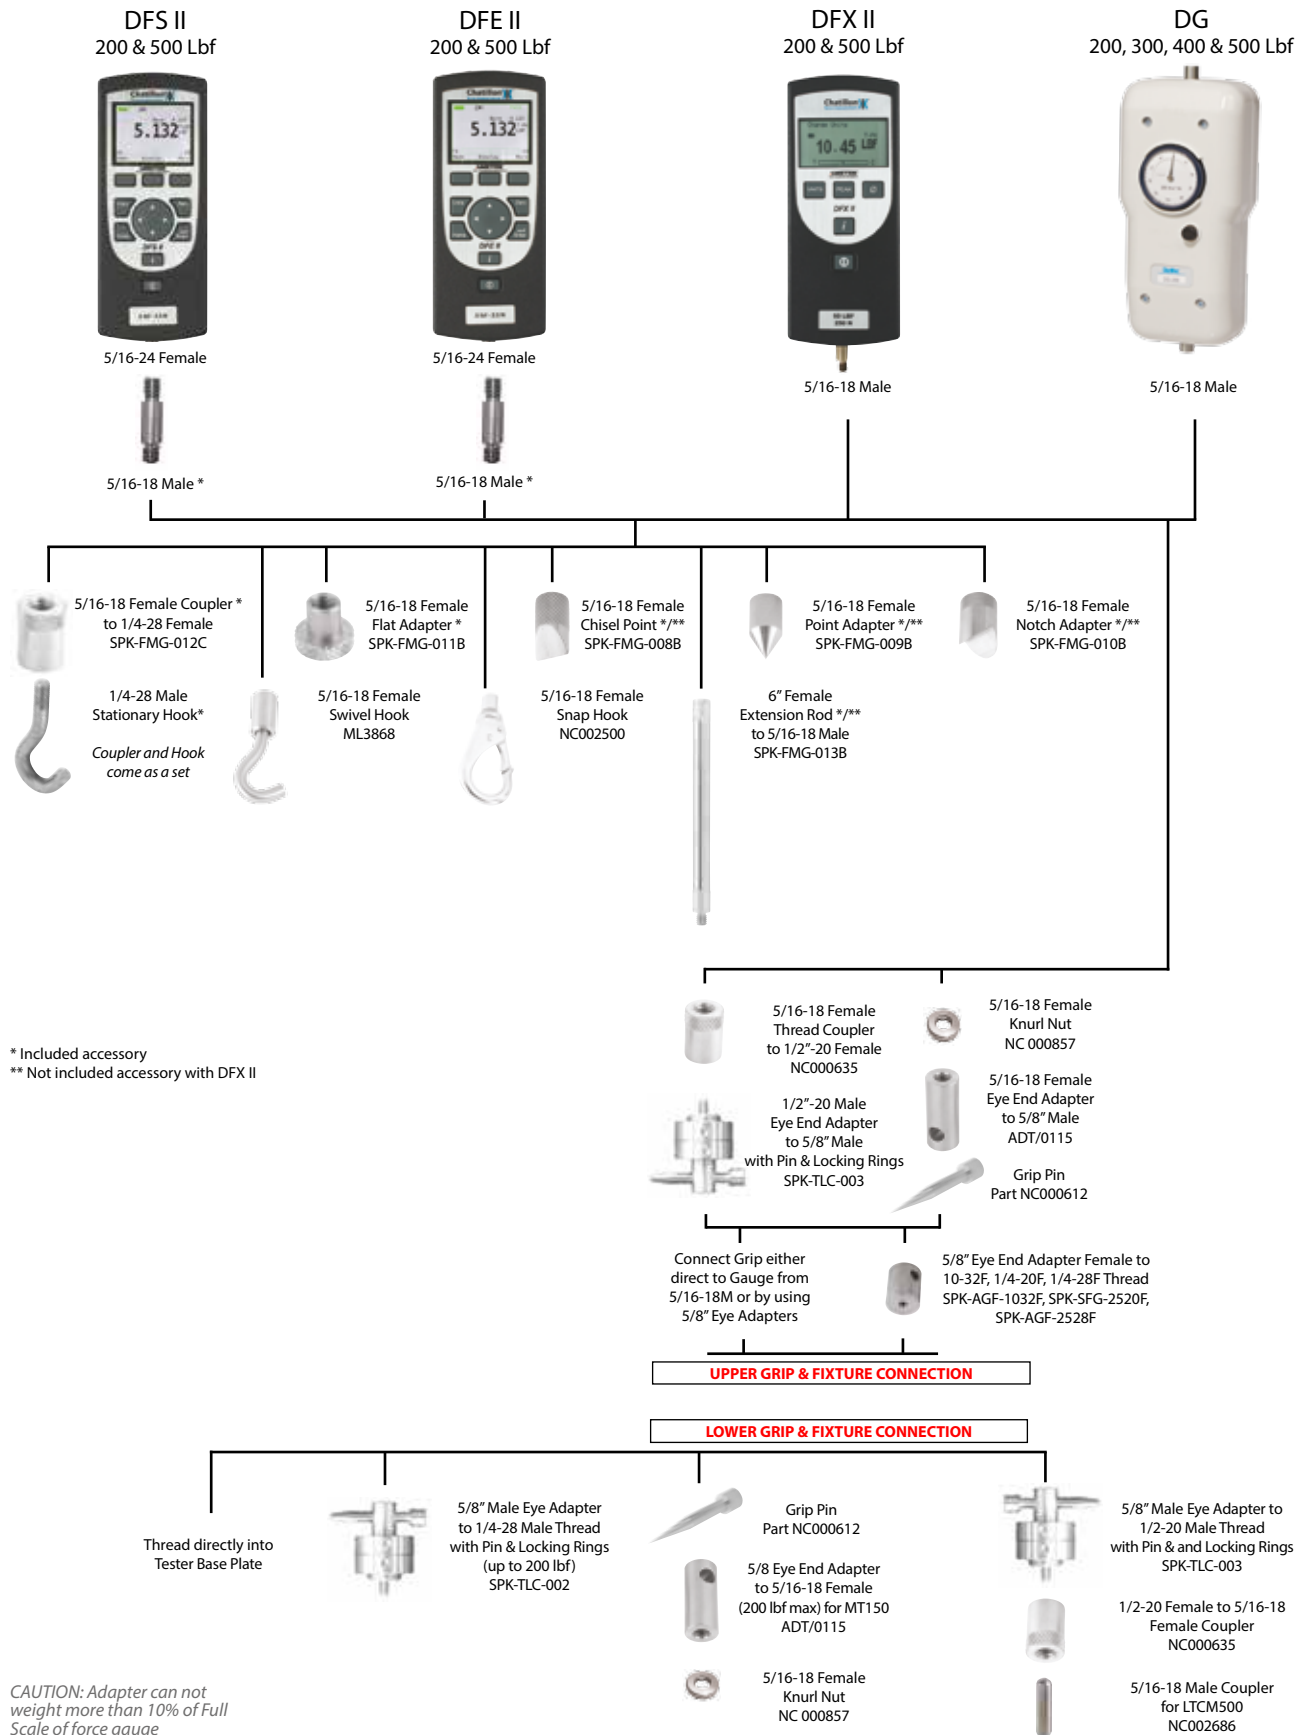 DFS II
200 & 500 Lbf
DFE II
200 & 500 Lbf
DFX II
200 & 500 Lbf
DG
200, 300, 400 & 500 Lbf
Chatillon
5.132
Chatillon
5.132
Chatillon
10.45 LBF
AMETEK
DFS II
DFE II
DFX II
5/16-24 Female
5/16-24 Female
5/16-18 Male
5/16-18 Male
5/16-18 Male *
5/16-18 Male *
5/16-18 Female Coupler *
to 1/4-28 Female
SPK-FMG-012C
5/16-18 Female
Flat Adapter *
SPK-FMG-011B
5/16-18 Female
Chisel Point */**
SPK-FMG-008B
5/16-18 Female
Point Adapter */**
SPK-FMG-009B
5/16-18 Female
Notch Adapter */**
SPK-FMG-010B
1/4-28 Male
Stationary Hook*
Coupler and Hook
come as a set
5/16-18 Female
Swivel Hook
ML3868
5/16-18 Female
Snap Hook
NC002500
6” Female
Extension Rod */**
to 5/16-18 Male
SPK-FMG-013B
* Included accessory
** Not included accessory with DFX II
5/16-18 Female
Thread Coupler
to 1/2”-20 Female
NC000635
5/16-18 Female
Knurl Nut
NC 000857
1/2”-20 Male
Eye End Adapter
to 5/8” Male
with Pin & Locking Rings
SPK-TLC-003
5/16-18 Female
Eye End Adapter
to 5/8” Male
ADT/0115
Grip Pin
Part NC000612
Connect Grip either
direct to Gauge from
5/16-18M or by using
5/8” Eye Adapters
5/8” Eye End Adapter Female to
10-32F, 1/4-20F, 1/4-28F Thread
SPK-AGF-1032F, SPK-SFG-2520F,
SPK-AGF-2528F
UPPER GRIP & FIXTURE CONNECTION
LOWER GRIP & FIXTURE CONNECTION
Thread directly into
Tester Base Plate
5/8” Male Eye Adapter
to 1/4-28 Male Thread
with Pin & Locking Rings
(up to 200 lbf)
SPK-TLC-002
Grip Pin
Part NC000612
5/8 Eye End Adapter
to 5/16-18 Female
(200 lbf max) for MT150
ADT/0115
5/16-18 Female
Knurl Nut
NC 000857
5/8” Male Eye Adapter to
1/2-20 Male Thread
with Pin & and Locking Rings
SPK-TLC-003
1/2-20 Female to 5/16-18
Female Coupler
NC000635
5/16-18 Male Coupler
for LTCM500
NC002686
CAUTION: Adapter can not
weight more than 10% of Full
Scale of force gauge